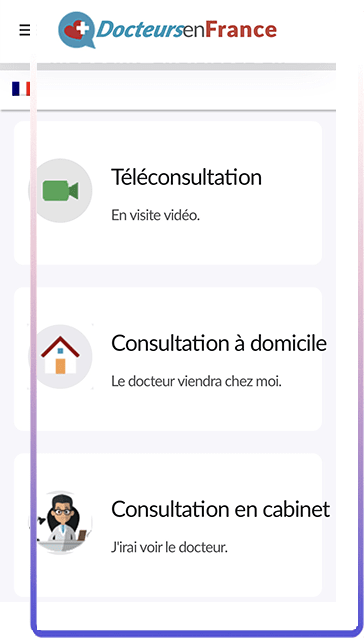 DocteursenFrance
Téléconsultation
En visite vidéo.
Consultation à domicile
Le docteur viendra chez moi.
Consultation en cabinet
J'irai voir le docteur.